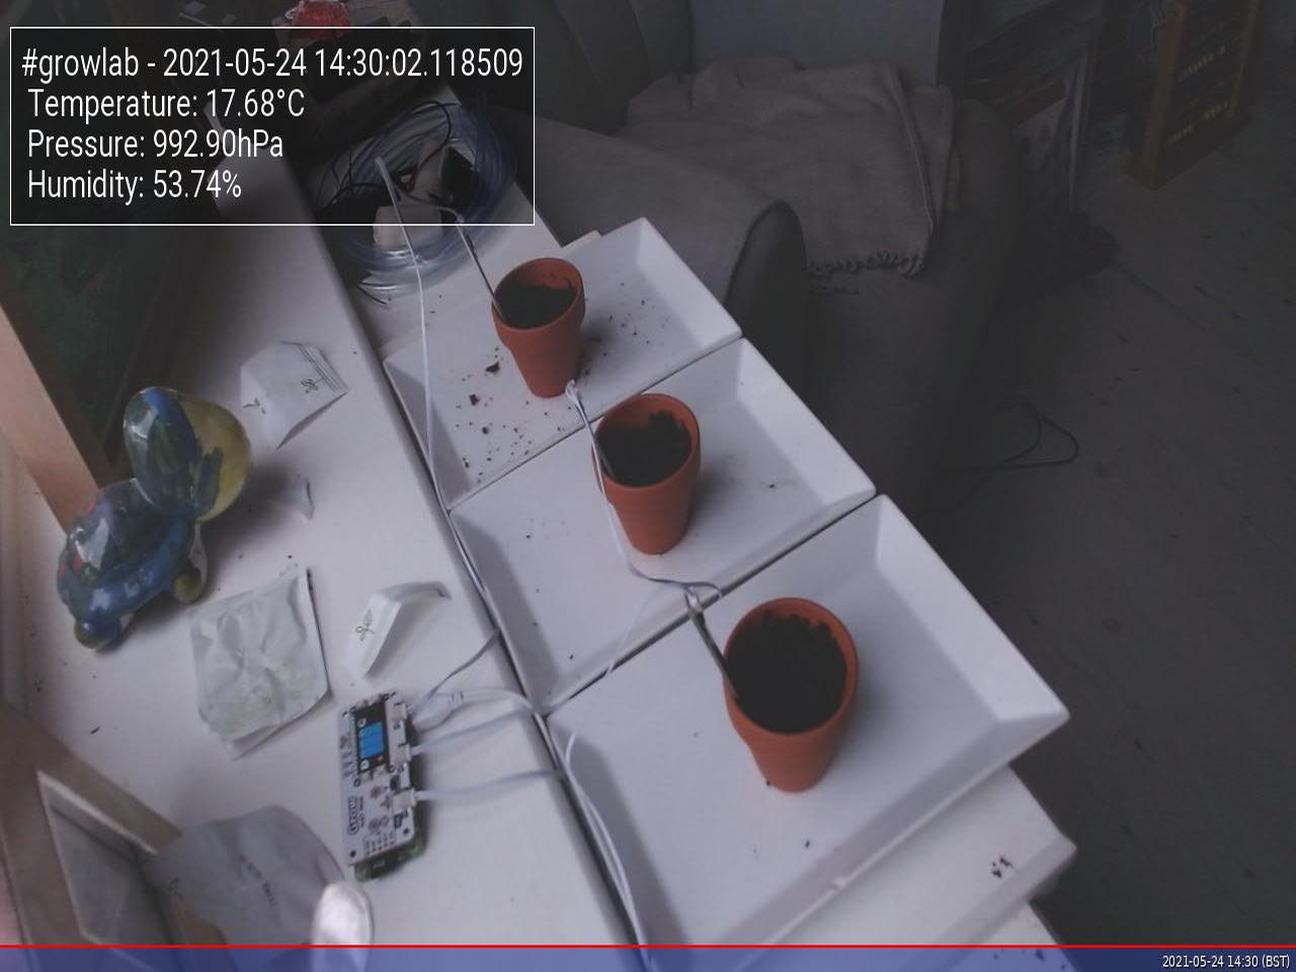 #growlab - 2021-05-24 14:30:02.118509
Temperature: 17.68°C
Pressure: 992.90hPa
Humidity: 53.74%
Grow
2021-05-24 14:30 (BST)